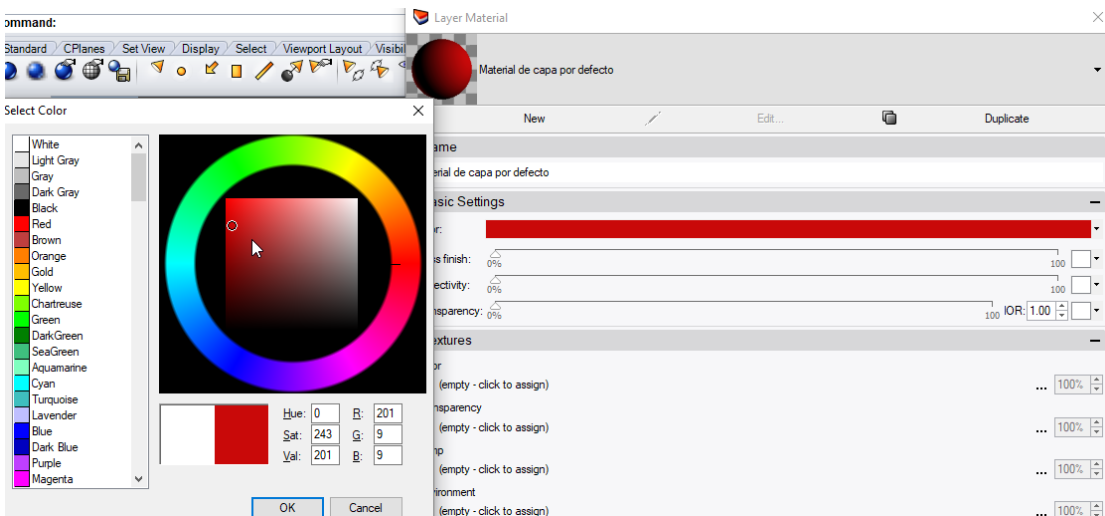 ommand:
Standard CPlanes Set View Display Select Viewport Layout Visibil
Select Color
White
Light Gray
Gray
Dark Gray
Black
Red
Brown
Orange
Gold
Yellow
Chartreuse
Green
DarkGreen
SeaGreen
Aquamarine
Cyan
Turquoise
Lavender
Blue
Dark Blue
Purple
Magenta
Hue: 0 R: 201
Sat: 243 G: 9
Val: 201 B: 9
OK Cancel
Layer Material
Material de capa por defecto
New Edit... Duplicate
ame
erial de capa por defecto
asic Settings
or:
ss finish: 0% 100
ectivity: 0% 100
nsparency: 0% 100 IOR: 1.00
extures
or
(empty - click to assign) ... 100%
nsparency
(empty - click to assign) ... 100%
mp
(empty - click to assign) ... 100%
vironment
(empty - click to assign) ... 100%